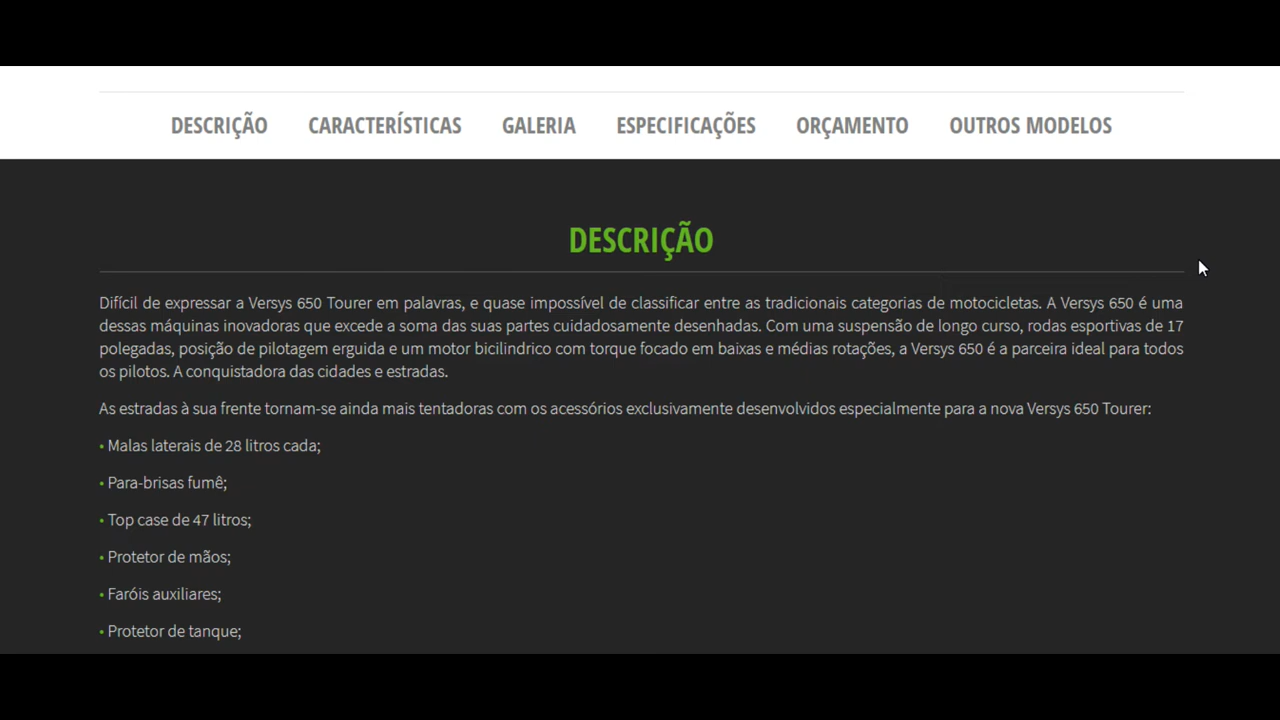 DESCRIÇÃO CARACTERÍSTICAS GALERIA ESPECIFICAÇÕES ORÇAMENTO OUTROS MODELOS
DESCRIÇÃO
Difícil de expressar a Versys 650 Tourer em palavras, e quase impossível de classificar entre as tradicionais categorias de motocicletas. A Versys 650 é uma
dessas máquinas inovadoras que excede a soma das suas partes cuidadosamente desenhadas. Com uma suspensão de longo curso, rodas esportivas de 17
polegadas, posição de pilotagem erguida e um motor bicilindrico com torque focado em baixas e médias rotações, a Versys 650 é a parceira ideal para todos
os pilotos. A conquistadora das cidades e estradas.
As estradas à sua frente tornam-se ainda mais tentadoras com os acessórios exclusivamente desenvolvidos especialmente para a nova Versys 650 Tourer:
• Malas laterais de 28 litros cada;
• Para-brisas fumê;
• Top case de 47 litros;
• Protetor de mãos;
• Faróis auxiliares;
• Protetor de tanque;